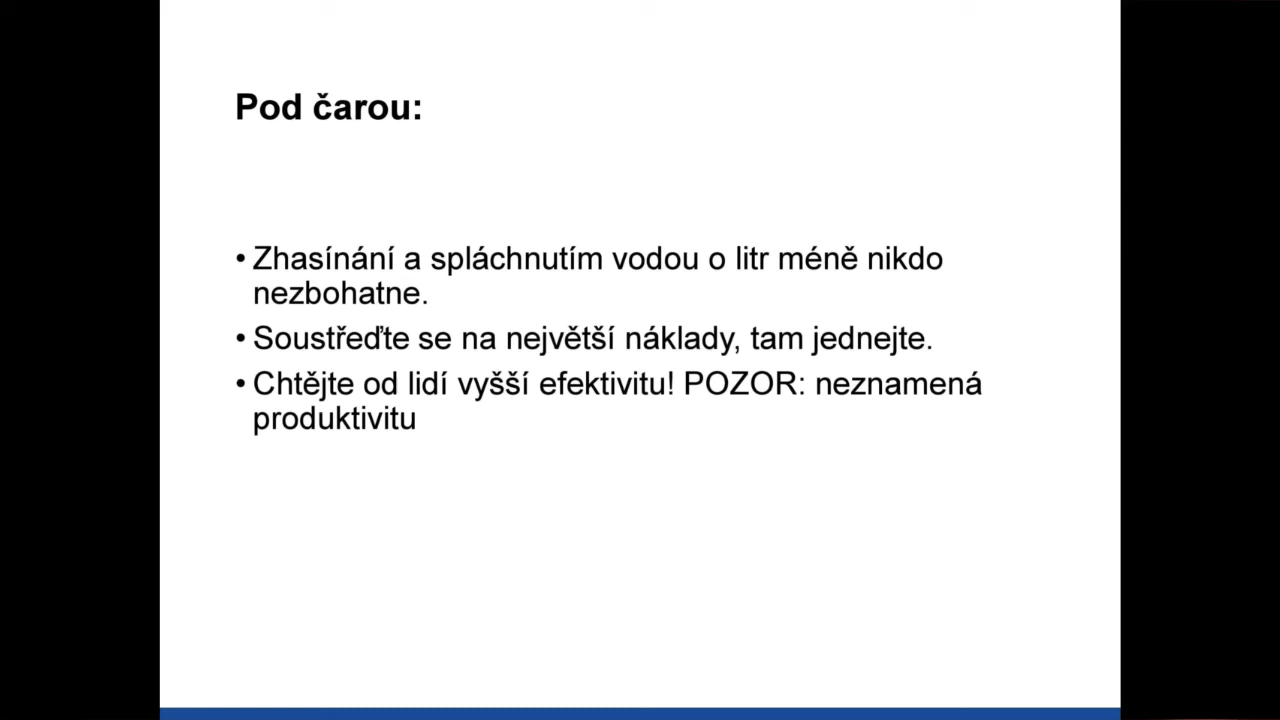 Pod čarou:
• Zhasínání a spláchnutím vodou o litr méně nikdo
nezbohatne.
• Soustřeďte se na největší náklady, tam jednejte.
• Chtějte od lidí vyšší efektivitu! POZOR: neznamená
produktivitu